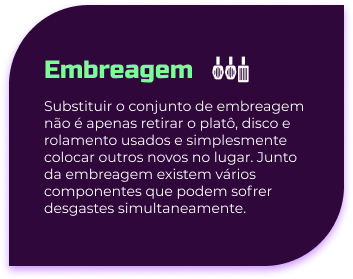 Embreagem
Substituir o conjunto de embreagem
não é apenas retirar o platô, disco e
rolamento usados e simplesmente
colocar outros novos no lugar. Junto
da embreagem existem vários
componentes que podem sofrer
desgastes simultaneamente.